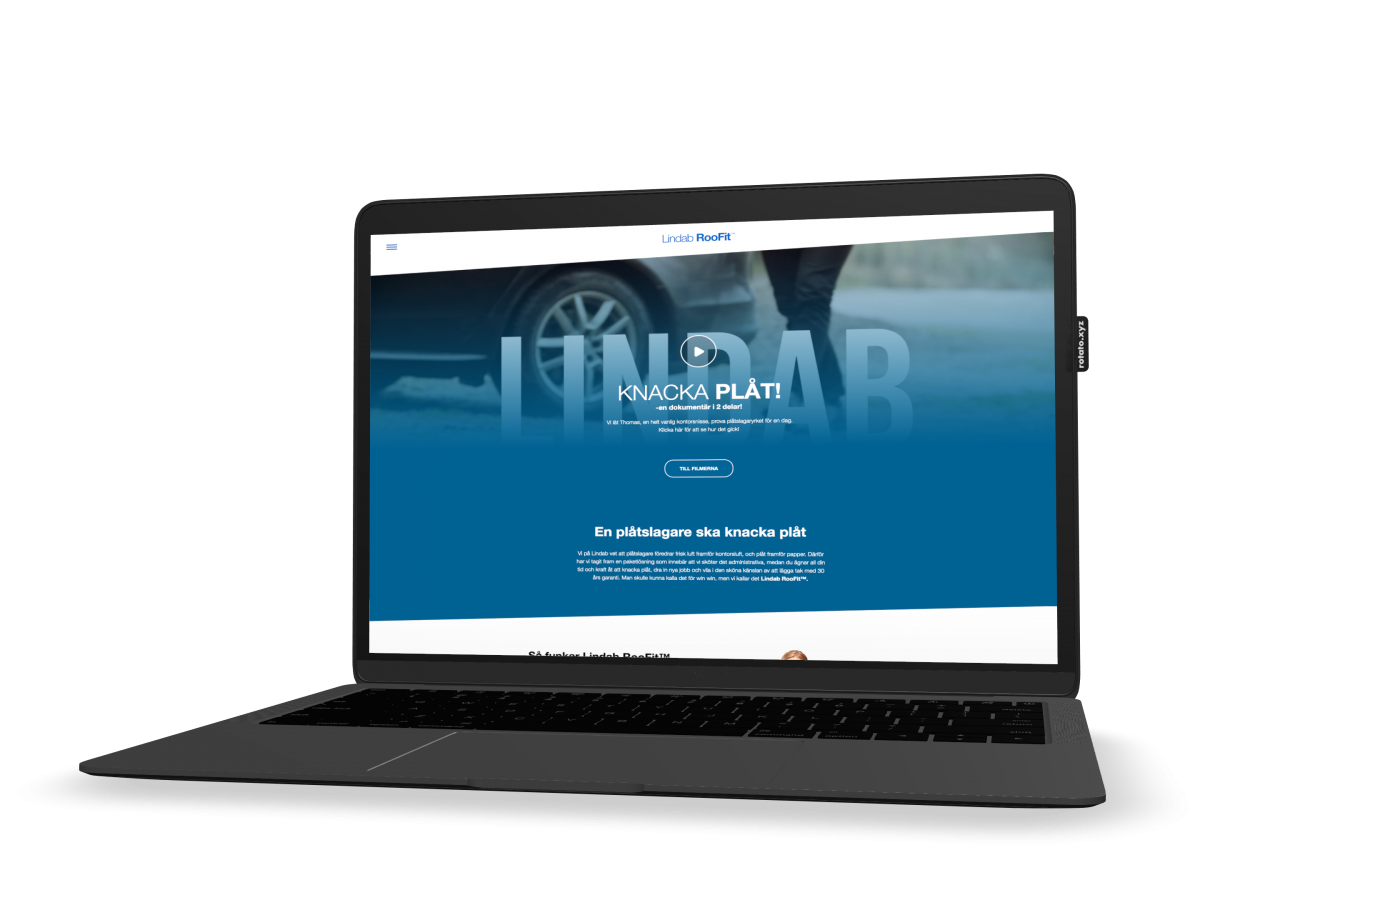 Lindab RooFit™
LINDAB
KNACKA PLÅT!
-en dokumentär i 2 delar!
Vi lät Thomas, en helt vanlig kontorsnisse, prova plåtslagaryrket för en dag.
Klicka här för att se hur det gick!
TILL FILMERNA
En plåtslagare ska knacka plåt
Vi på Lindab vet att plåtslagare föredrar frisk luft framför kontorsluft, och plåt framför papper. Därför
har vi tagit fram en paketlösning som innebär att vi sköter det administrativa, medan du ägner all din
tid och kraft åt att knacka plåt, dra in nya jobb och vila i den sköna känslan av att lägga tak med 30
års garanti. Man skulle kunna kalla det för win win, men vi kallar det Lindab RooFit™.
Så funkar Lindab RooFit™
rotato.xyz